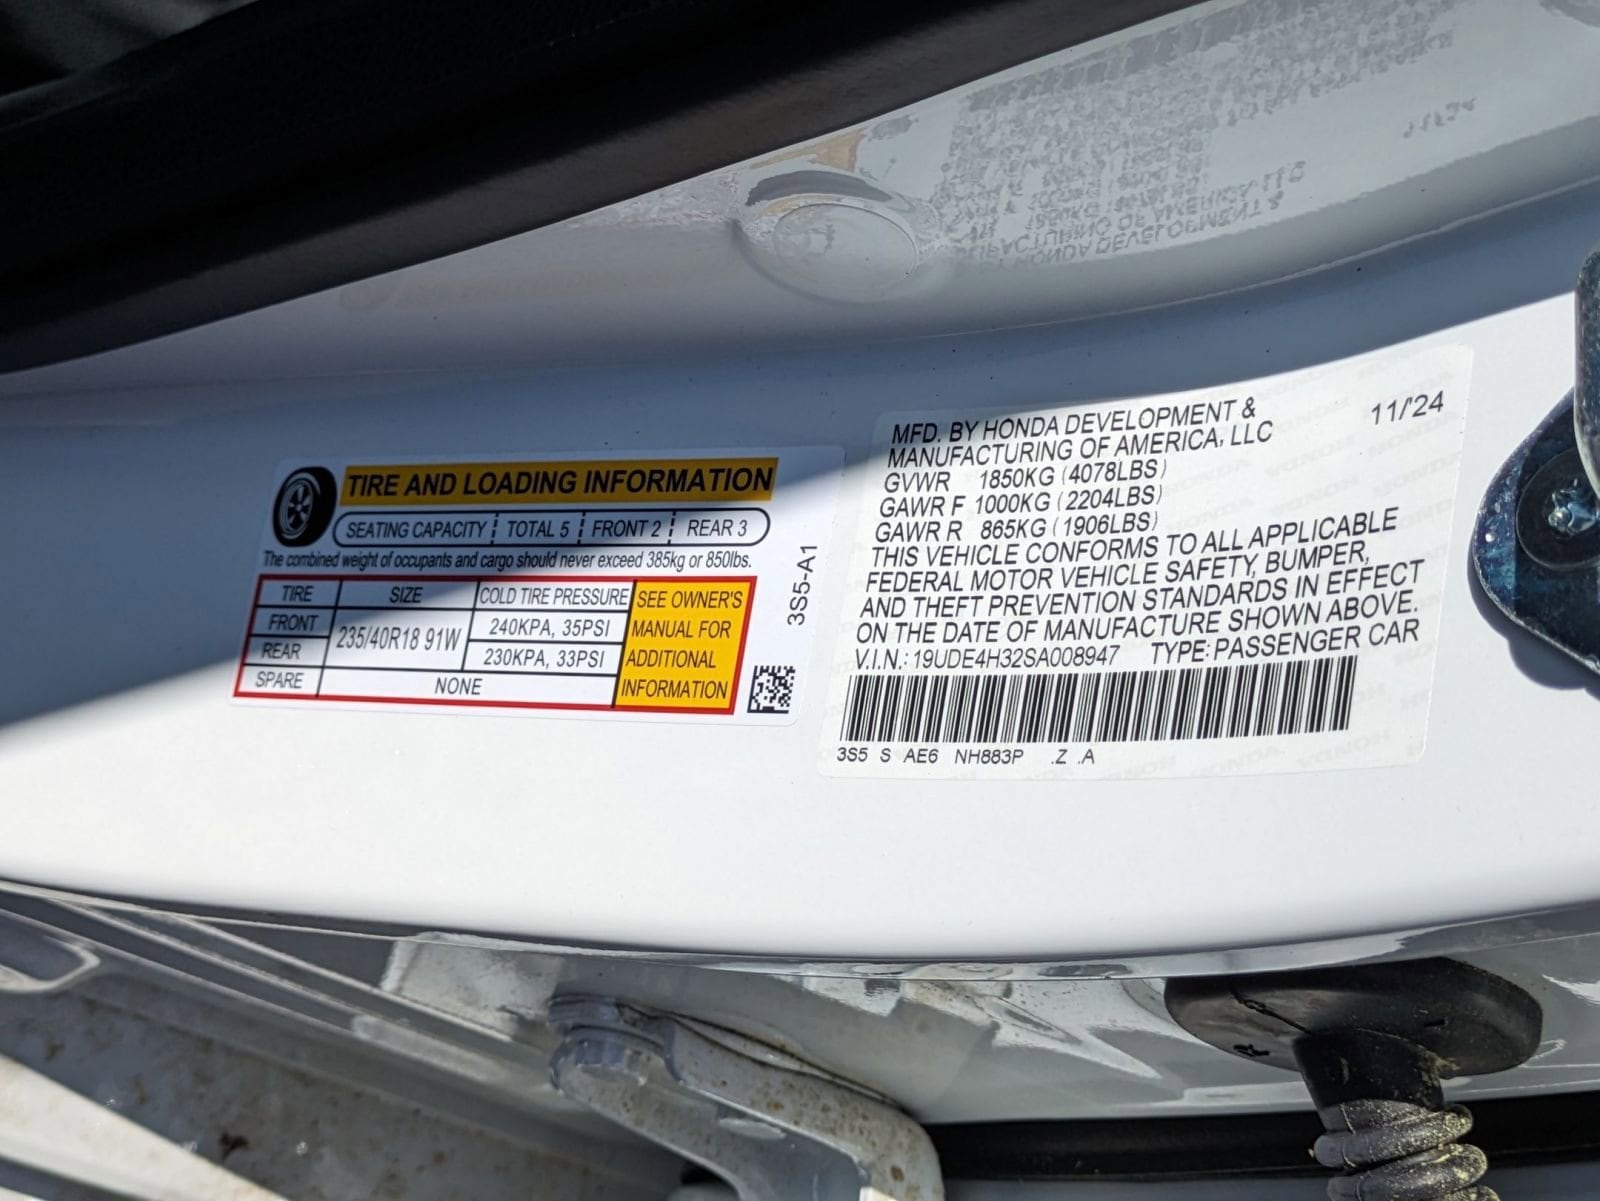 TIRE AND LOADING INFORMATION
SEATING CAPACITY TOTAL 5 FRONT 2 REAR 3
The combined weight of occupants and cargo should never exceed 385kg or 850lbs.
TIRE SIZE COLD TIRE PRESSURE
FRONT 235/40R18 91W 240KPA, 35PSI
REAR 230KPA, 33PSI
SPARE NONE
SEE OWNER'S
MANUAL FOR
ADDITIONAL
INFORMATION
3S5-A1
MFD. BY HONDA DEVELOPMENT & 11/'24
MANUFACTURING OF AMERICA, LLC
GVWR 1850KG (4078LBS)
GAWR F 1000KG (2204LBS)
GAWR R 865KG (1906LBS)
THIS VEHICLE CONFORMS TO ALL APPLICABLE
FEDERAL MOTOR VEHICLE SAFETY, BUMPER,
AND THEFT PREVENTION STANDARDS IN EFFECT
ON THE DATE OF MANUFACTURE SHOWN ABOVE.
V.I.N.: 19UDE4H32SA008947 TYPE: PASSENGER CAR
3S5 S AE6 NH883P .Z .A